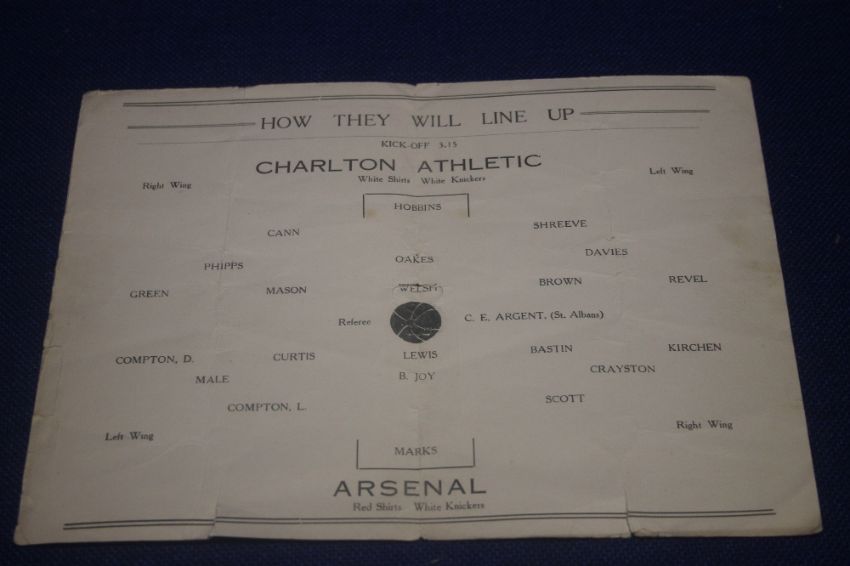 HOW THEY WILL LINE UP
KICK-OFF 3.15
CHARLTON ATHLETIC
White Shirts White Knickers
Right Wing Left Wing
HOBBINS
CANN SHREEVE
PHIPPS OAKES DAVIES
GREEN MASON WELSH BROWN REVEL
Referee C. E. ARGENT, (St. Albans)
COMPTON, D. CURTIS LEWIS BASTIN KIRCHEN
MALE B. JOY CRAYSTON
COMPTON, L. SCOTT
Left Wing Right Wing
MARKS
ARSENAL
Red Shirts White Knickers